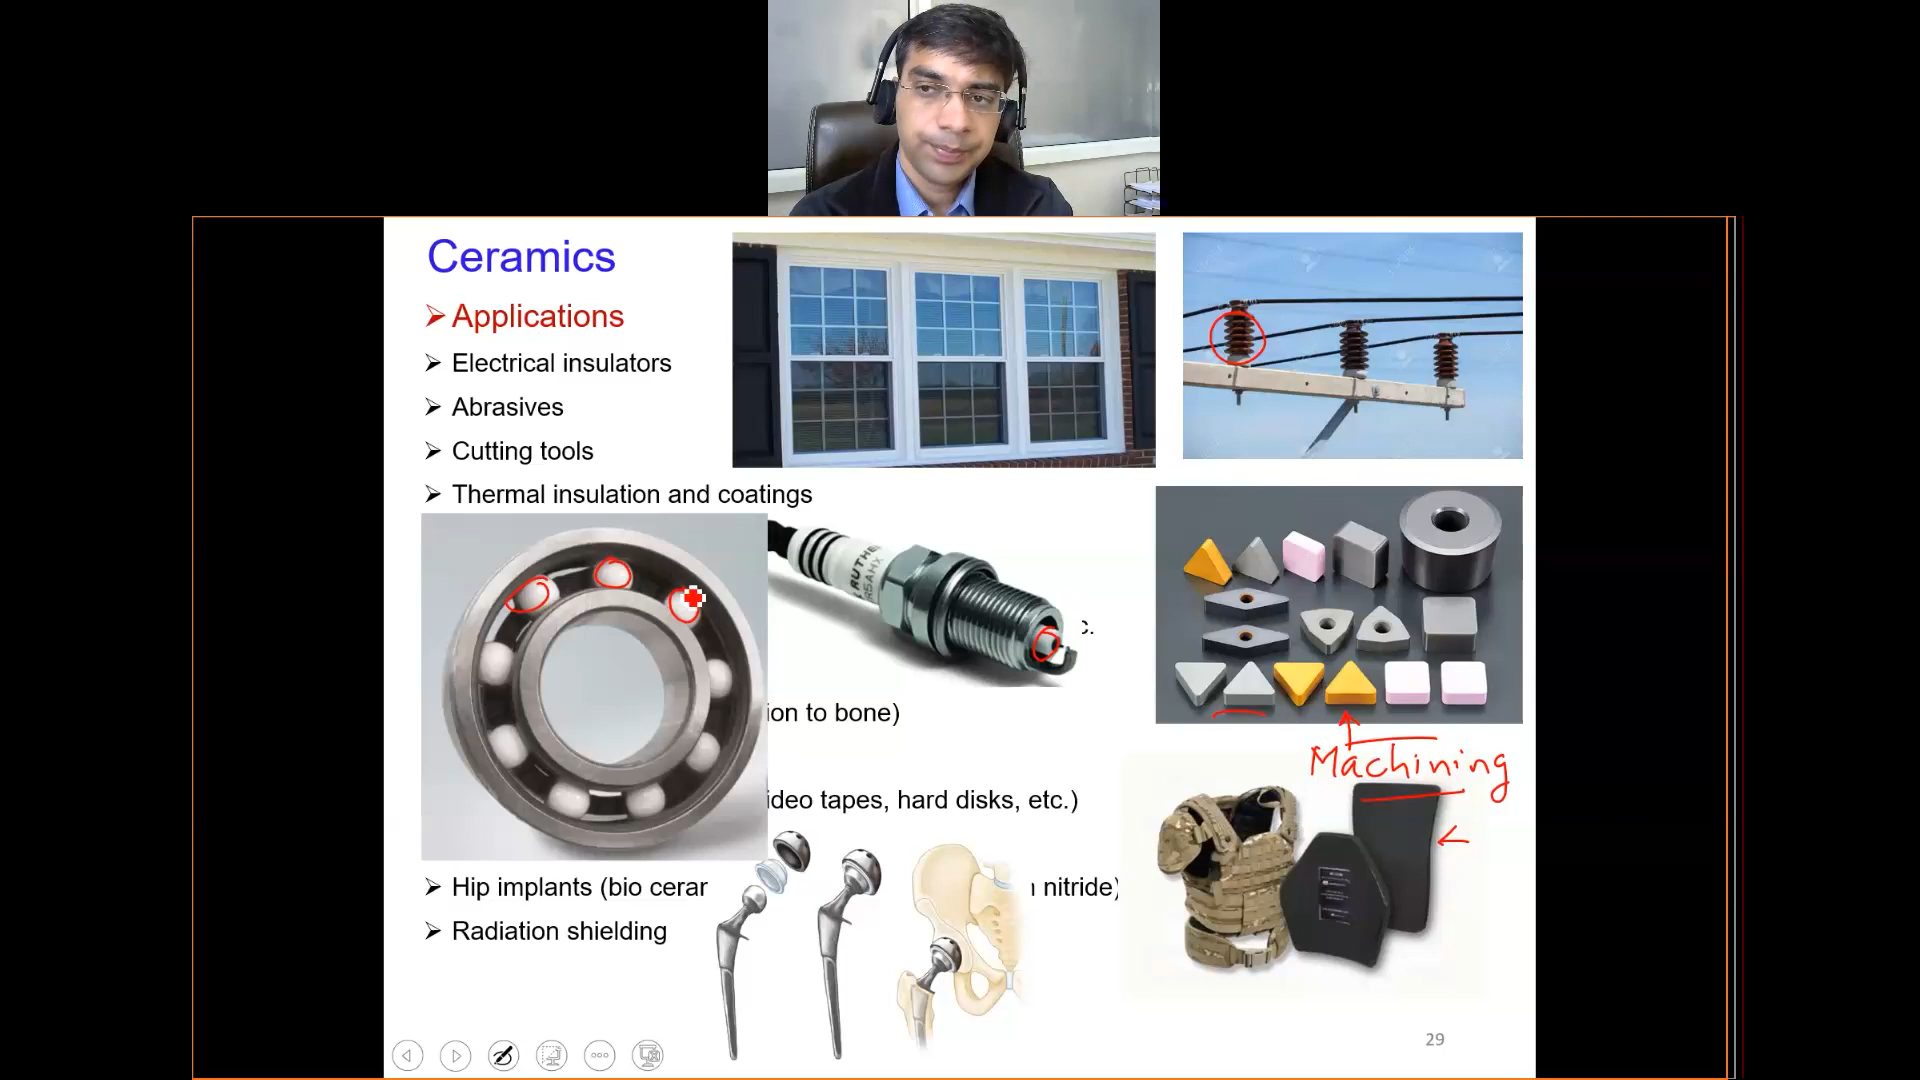 Ceramics
Applications
Electrical insulators
Abrasives
Cutting tools
Thermal insulation and coatings
c.
ion to bone)
ideo tapes, hard disks, etc.)
Hip implants (bio cerar
nitride)
Radiation shielding
Machining
29